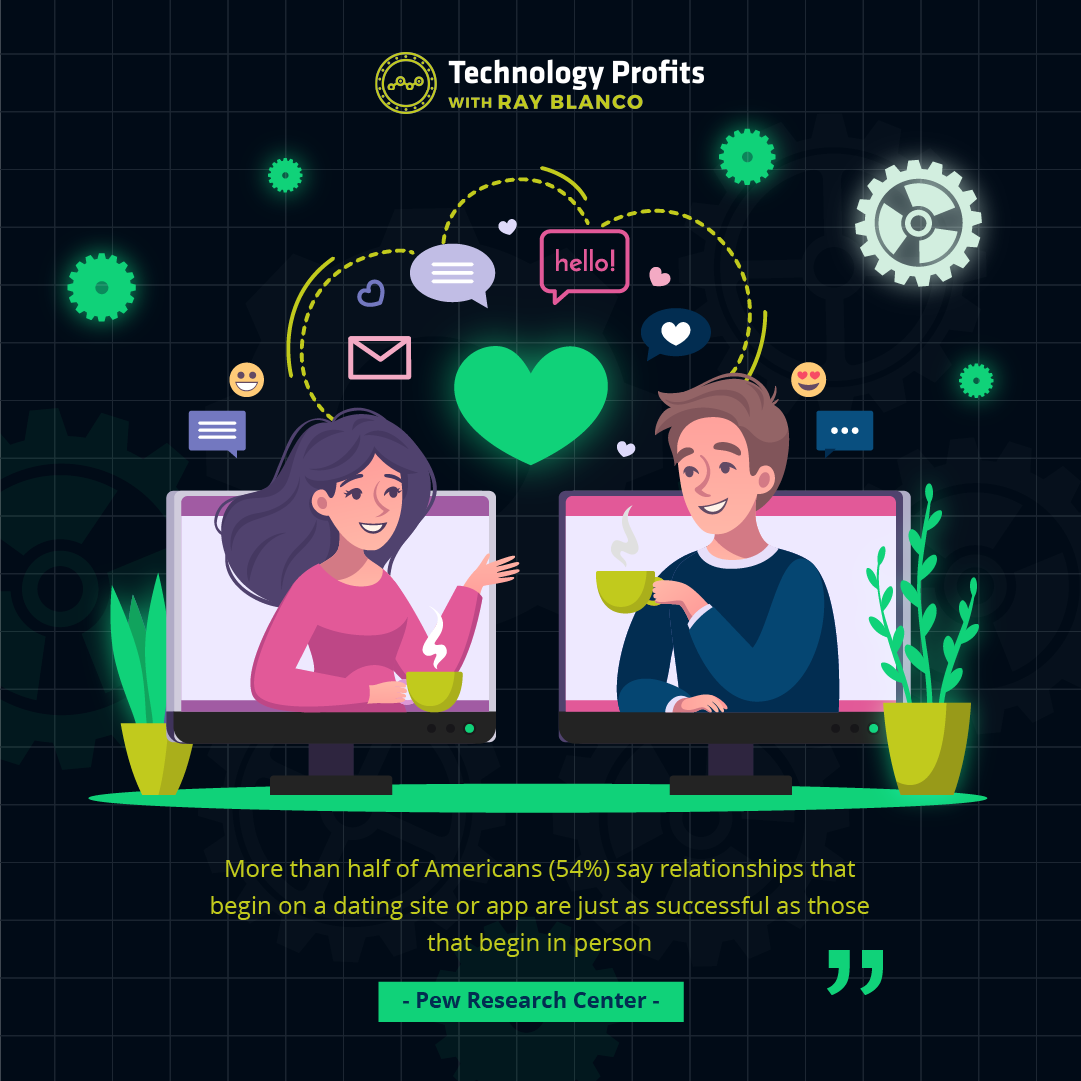 Technology Profits
WITH RAY BLANCO
hello!
More than half of Americans (54%) say relationships that
begin on a dating site or app are just as successful as those
that begin in person
”
- Pew Research Center -